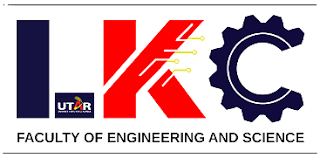 LKC
UTAR
FACULTY OF ENGINEERING AND SCIENCE